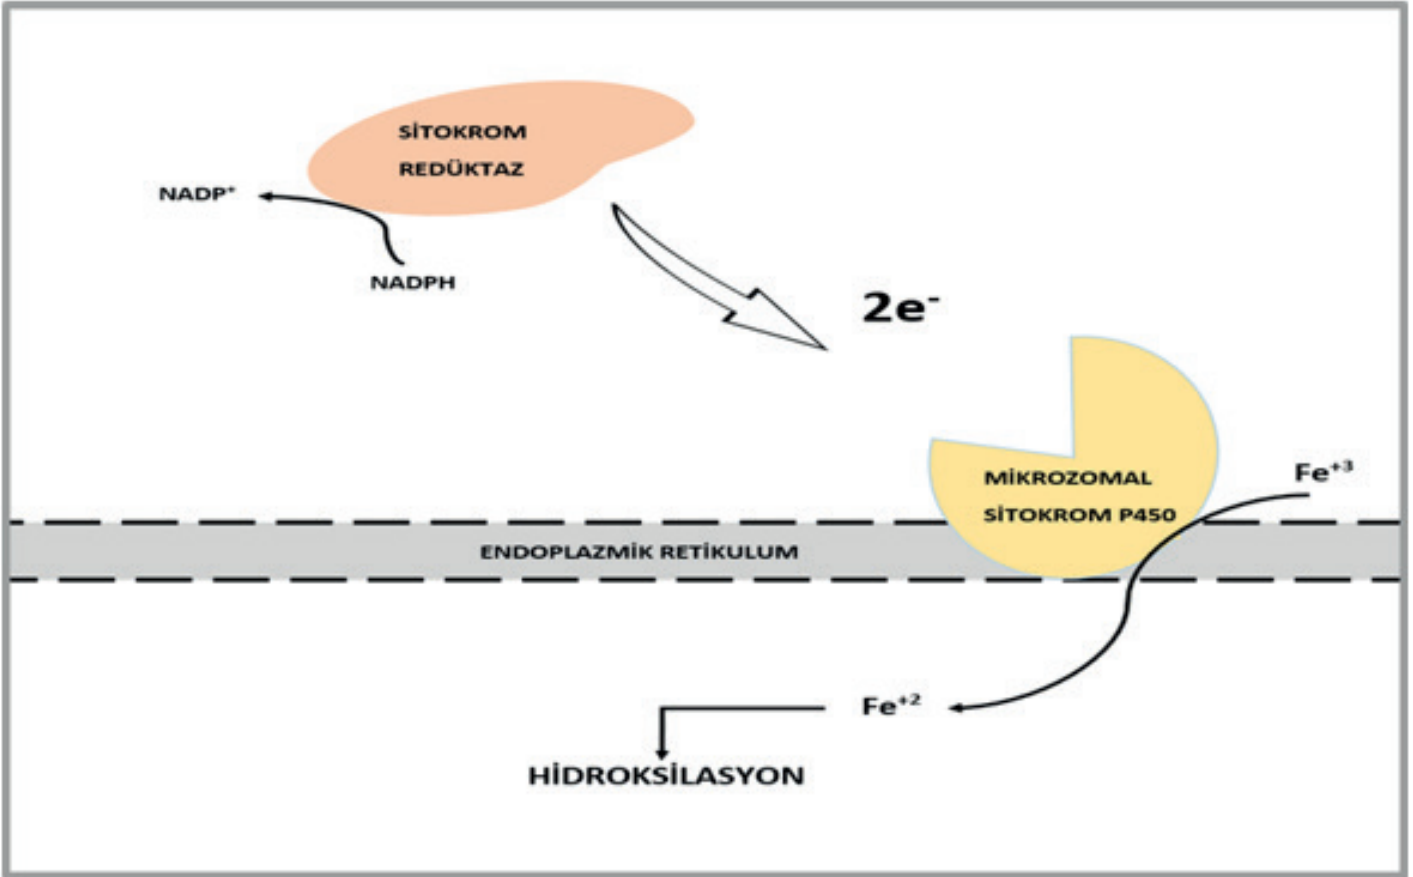 SİTOKROM
REDÜKTAZ
NADP⁺
NADPH
2e⁻
Fe⁺³
MİKROZOMAL
SİTOKROM P450
ENDOPLAZMİK RETİKULUM
Fe⁺²
HİDROKSİLASYON